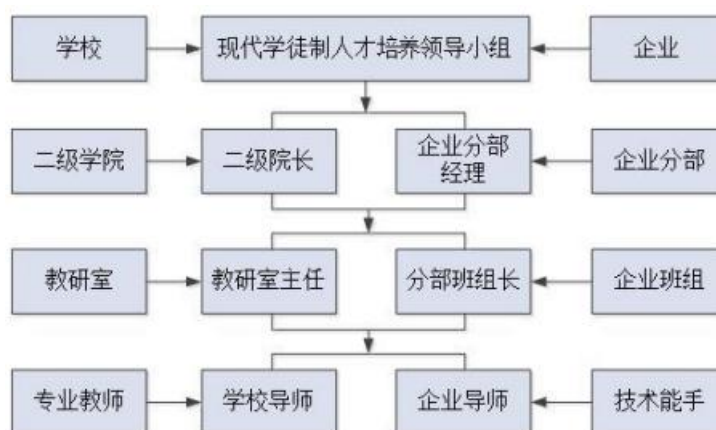 学校
现代学徒制人才培养领导小组
企业
二级学院
二级院长
企业分部
经理
企业分部
教研室
教研室主任
分部班组长
企业班组
专业教师
学校导师
企业导师
技术能手